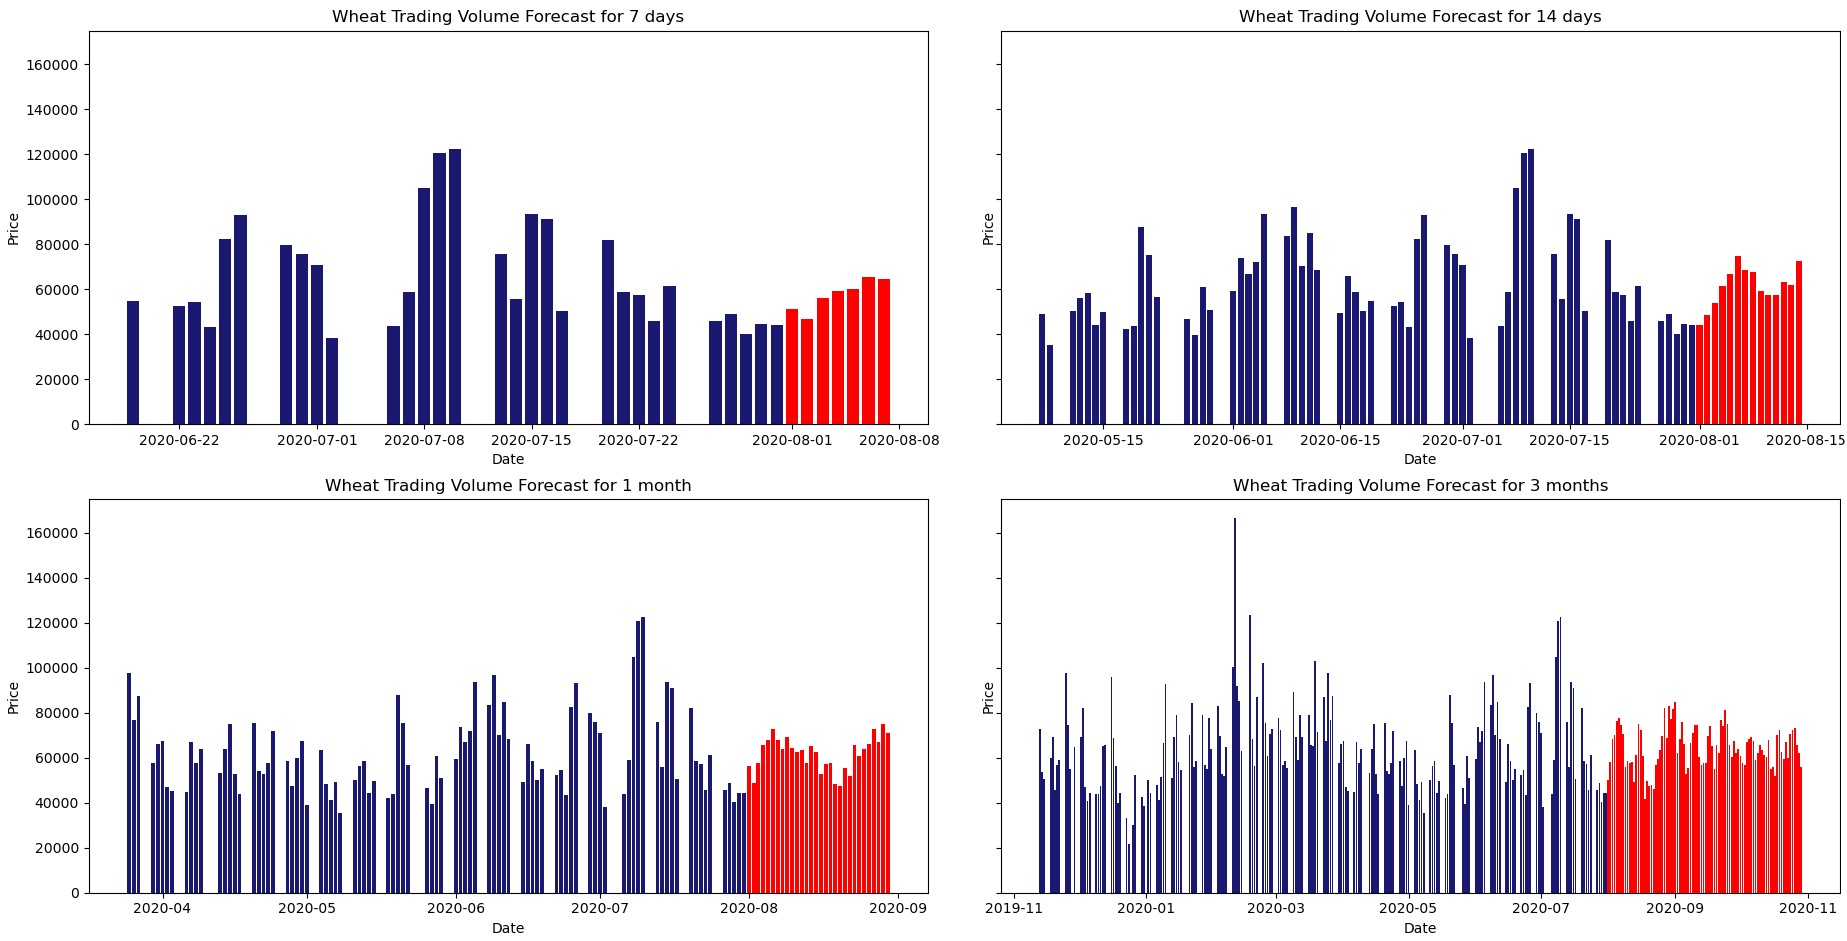 Wheat Trading Volume Forecast for 7 days
Price
160000
140000
120000
100000
80000
60000
40000
20000
0
2020-06-22 2020-07-01 2020-07-08 2020-07-15 2020-07-22 2020-08-01 2020-08-08
Date
Wheat Trading Volume Forecast for 14 days
Price
2020-05-15 2020-06-01 2020-06-15 2020-07-01 2020-07-15 2020-08-01 2020-08-15
Date
Wheat Trading Volume Forecast for 1 month
Price
160000
140000
120000
100000
80000
60000
40000
20000
0
2020-04 2020-05 2020-06 2020-07 2020-08 2020-09
Date
Wheat Trading Volume Forecast for 3 months
Price
2019-11 2020-01 2020-03 2020-05 2020-07 2020-09 2020-11
Date